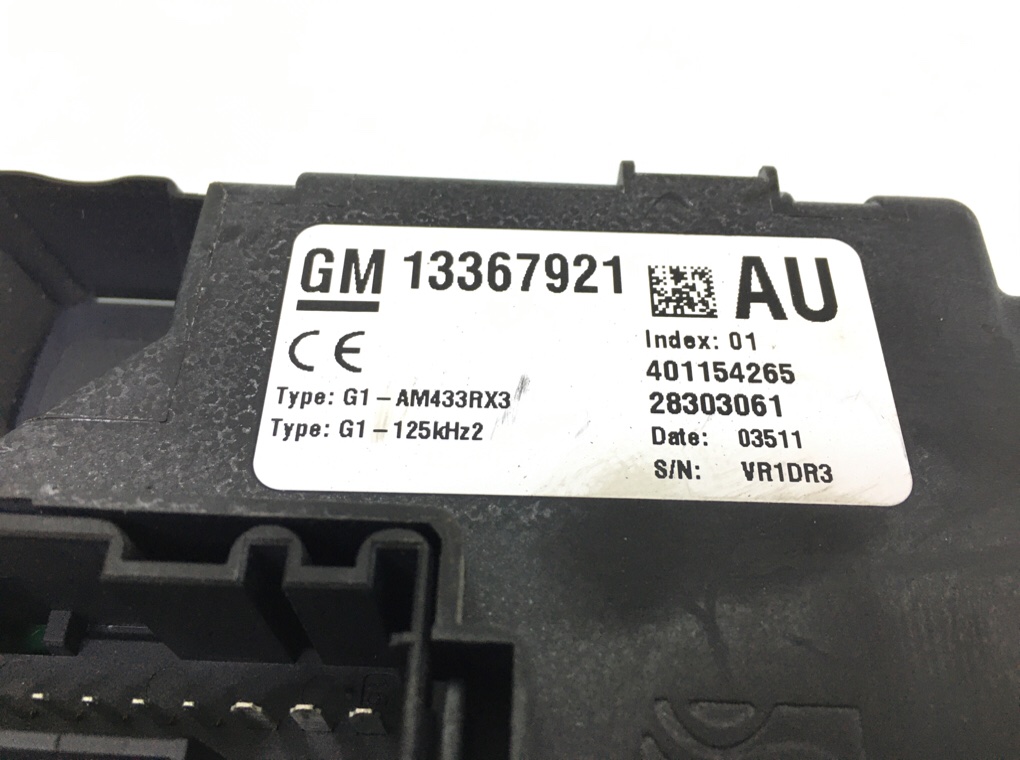 GM 13367921 AU
CE
Index: 01
401154265
Type: G1-AM433RX3
28303061
Type: G1-125kHz2
Date: 03511
S/N: VR1DR3